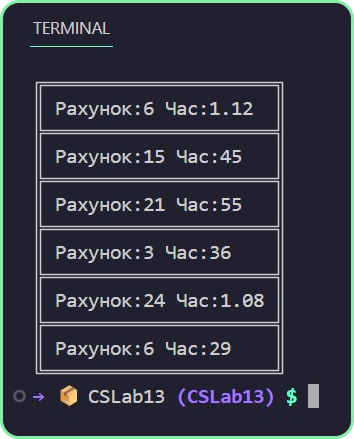 TERMINAL
Рахунок:6 Час:1.12
Рахунок:15 Час:45
Рахунок:21 Час:55
Рахунок:3 Час:36
Рахунок:24 Час:1.08
Рахунок:6 Час:29
→ 📦 CSLab13 (CSLab13) $